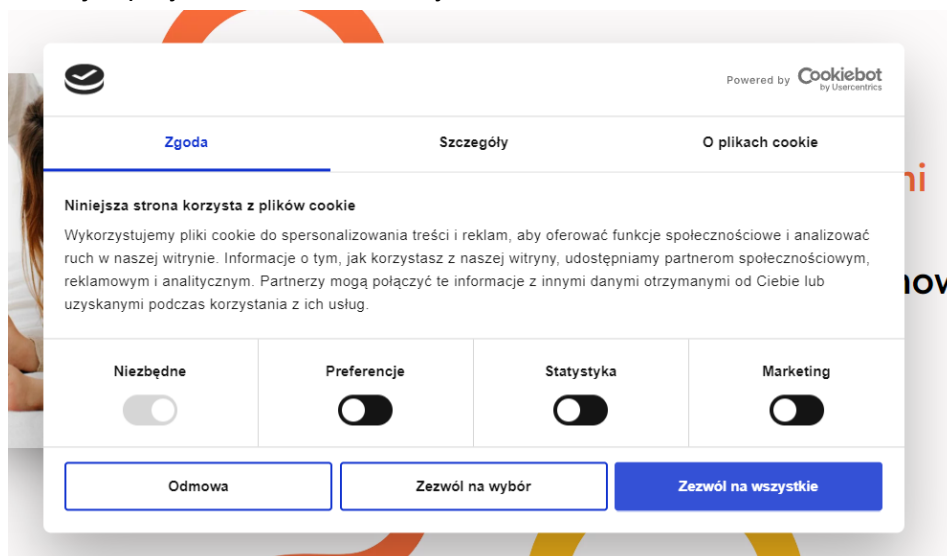 Powered by Cookiebot
by Usercentrics
Zgoda
Szczegóły
O plikach cookie
Niniejsza strona korzysta z plików cookie
Wykorzystujemy pliki cookie do spersonalizowania treści i reklam, aby oferować funkcje społecznościowe i analizować
ruch w naszej witrynie. Informacje o tym, jak korzystasz z naszej witryny, udostępniamy partnerom społecznościowym,
reklamowym i analitycznym. Partnerzy mogą połączyć te informacje z innymi danymi otrzymanymi od Ciebie lub
uzyskanymi podczas korzystania z ich usług.
Niezbędne
Preferencje
Statystyka
Marketing
Odmowa
Zezwól na wybór
Zezwól na wszystkie